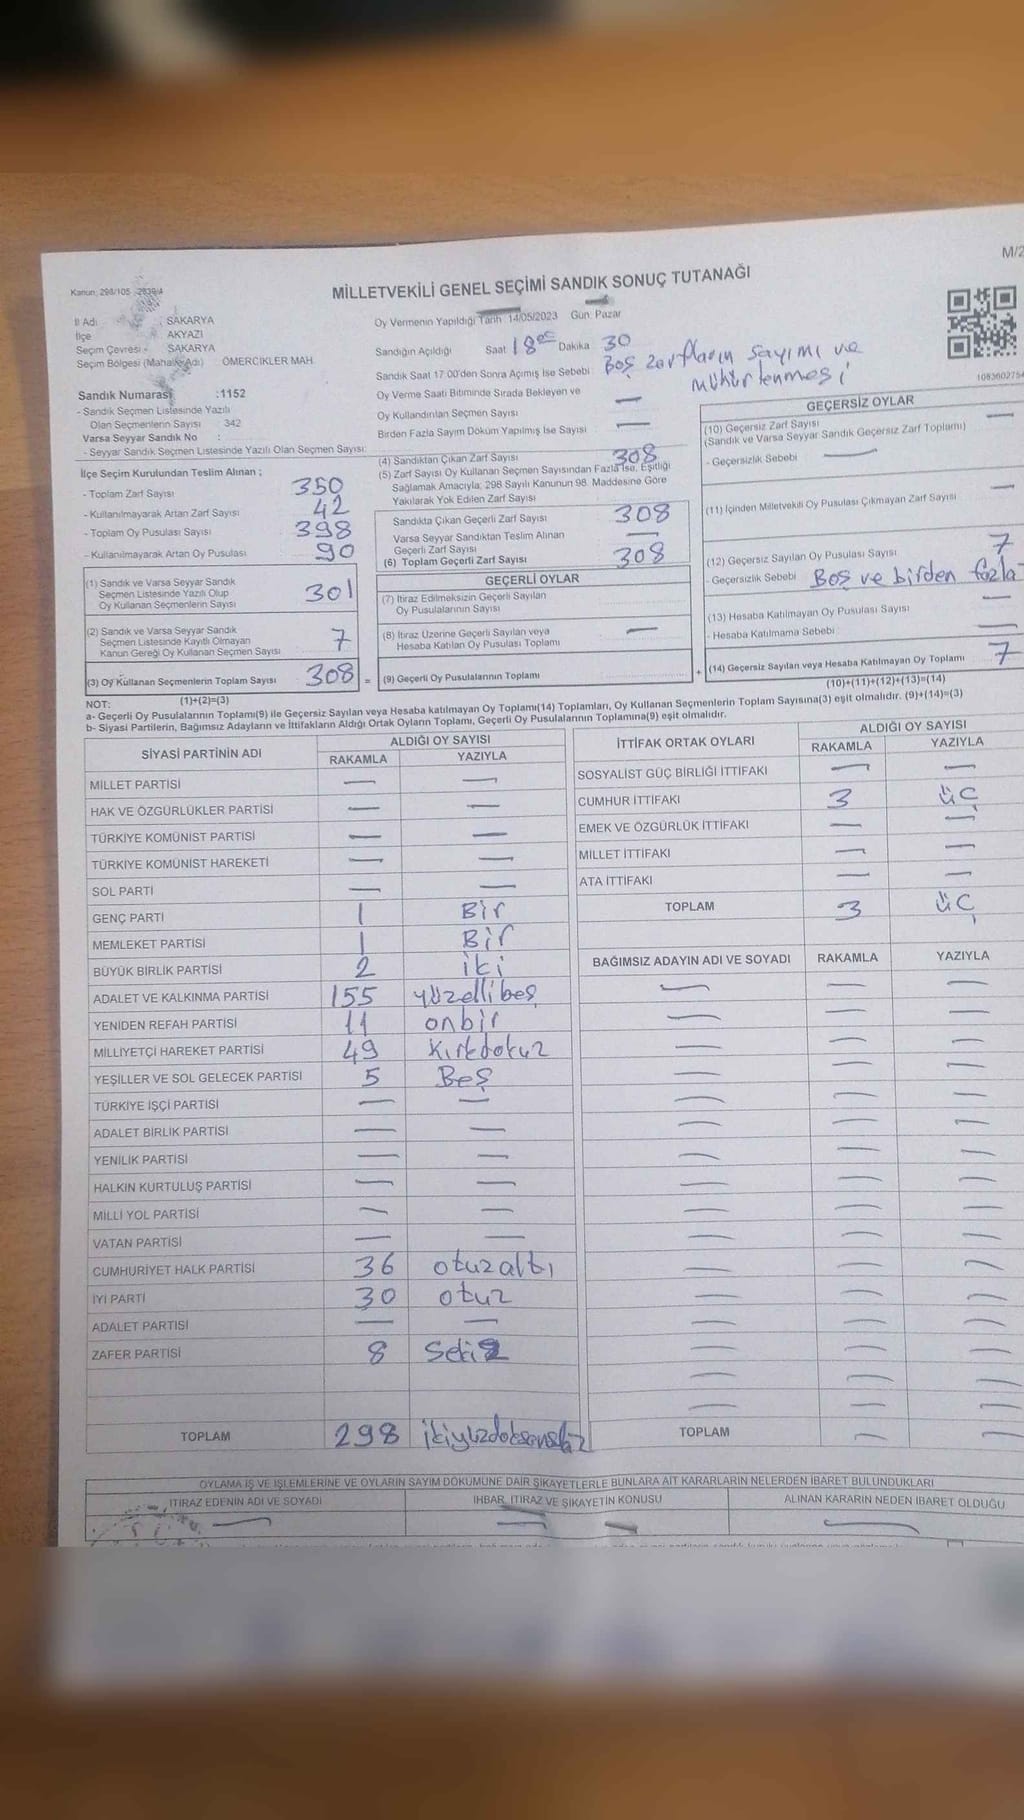 M/2
Kanun: 298/105
MİLLETVEKİLİ GENEL SEÇİMİ SANDIK SONUÇ TUTANAĞI
İl Adı : SAKARYA
İlçe AKYAZI
Seçim Çevresi SAKARYA
Seçim Bölgesi (Mahalle Adı) ÖMERCİKLER MAH.
Sandık Numarası :1152
- Sandık Seçmen Listesinde Yazılı
Olan Seçmenlerin Sayısı 342
Varsa Seyyar Sandık No :
- Seyyar Sandık Seçmen Listesinde Yazılı Olan Seçmen Sayısı:
Oy Vermenin Yapıldığı Tarih 14/05/2023 Gün: Pazar
Sandığın Açıldığı Saat 18 Dakika 30
Sandık Saat 17:00'den Sonra Açımış İse Sebebi Boş zarfların sayımı ve
mühürlenmesi
Oy Verme Saati Bitiminde Sırada Bekleyen ve
Oy Kullandırılan Seçmen Sayısı —
Birden Fazla Sayım Döküm Yapılmış İse Sayısı —
İlçe Seçim Kurulundan Teslim Alınan ;
- Toplam Zarf Sayısı 350
- Kullanılmayarak Artan Zarf Sayısı 42
- Toplam Oy Pusulası Sayısı 398
- Kullanılmayarak Artan Oy Pusulası 90
(1) Sandık ve Varsa Seyyar Sandık
Seçmen Listesinde Yazılı Olup
Oy Kullanan Seçmenlerin Sayısı 301
(2) Sandık ve Varsa Seyyar Sandık
Seçmen Listesinde Kayıtlı Olmayan
Kanun Gereği Oy Kullanan Seçmen Sayısı 7
(3) Oy Kullanan Seçmenlerin Toplam Sayısı 308
(1)+(2)=(3)
(4) Sandıktan Çıkan Zarf Sayısı 308
(5) Zarf Sayısı Oy Kullanan Seçmen Sayısından Fazla İse, Eşitliği
Sağlamak Amacıyla; 298 Sayılı Kanunun 98. Maddesine Göre
Yakılarak Yok Edilen Zarf Sayısı
Sandıkta Çıkan Geçerli Zarf Sayısı 308
Varsa Seyyar Sandıktan Teslim Alınan
Geçerli Zarf Sayısı —
(6) Toplam Geçerli Zarf Sayısı 308
GEÇERLİ OYLAR
(7) İtiraz Edilmeksizin Geçerli Sayılan
Oy Pusulalarının Sayısı
(8) İtiraz Üzerine Geçerli Sayılan veya
Hesaba Katılan Oy Pusulası Toplamı —
= (9) Geçerli Oy Pusulalarının Toplamı +
GEÇERSİZ OYLAR
(10) Geçersiz Zarf Sayısı —
(Sandık ve Varsa Seyyar Sandık Geçersiz Zarf Toplamı)
- Geçersizlik Sebebi —
(11) İçinden Milletvekili Oy Pusulası Çıkmayan Zarf Sayısı —
(12) Geçersiz Sayılan Oy Pusulası Sayısı 7
- Geçersizlik Sebebi Boş ve birden fazla
(13) Hesaba Katılmayan Oy Pusulası Sayısı —
- Hesaba Katılmama Sebebi —
(14) Geçersiz Sayılan veya Hesaba Katılmayan Oy Toplamı 7
(10)+(11)+(12)+(13)=(14)
NOT:
a- Geçerli Oy Pusulalarının Toplamı(9) ile Geçersiz Sayılan veya Hesaba katılmayan Oy Toplamı(14) Toplamları, Oy Kullanan Seçmenlerin Toplam Sayısına(3) eşit olmalıdır. (9)+(14)=(3)
b- Siyasi Partilerin, Bağımsız Adayların ve İttifakların Aldığı Ortak Oyların Toplamı, Geçerli Oy Pusulalarının Toplamına(9) eşit olmalıdır.
SİYASİ PARTİNİN ADI ALDIĞI OY SAYISI
RAKAMLA YAZIYLA
MİLLET PARTİSİ — —
HAK VE ÖZGÜRLÜKLER PARTİSİ — —
TÜRKİYE KOMÜNİST PARTİSİ — —
TÜRKİYE KOMÜNİST HAREKETİ — —
SOL PARTİ — —
GENÇ PARTİ 1 Bir
MEMLEKET PARTİSİ 1 Bir
BÜYÜK BİRLİK PARTİSİ 2 iki
ADALET VE KALKINMA PARTİSİ 155 yüzellibeş
YENİDEN REFAH PARTİSİ 11 onbir
MİLLİYETÇİ HAREKET PARTİSİ 49 Kırkdokuz
YEŞİLLER VE SOL GELECEK PARTİSİ 5 Beş
TÜRKİYE İŞÇİ PARTİSİ — —
ADALET BİRLİK PARTİSİ — —
YENİLİK PARTİSİ — —
HALKIN KURTULUŞ PARTİSİ — —
MİLLİ YOL PARTİSİ — —
VATAN PARTİSİ — —
CUMHURİYET HALK PARTİSİ 36 otuzaltı
İYİ PARTİ 30 otuz
ADALET PARTİSİ — —
ZAFER PARTİSİ 8 Sekiz
TOPLAM 298 ikiyüzdoksansekiz
İTTİFAK ORTAK OYLARI ALDIĞI OY SAYISI
RAKAMLA YAZIYLA
SOSYALİST GÜÇ BİRLİĞİ İTTİFAKI — —
CUMHUR İTTİFAKI 3 üç
EMEK VE ÖZGÜRLÜK İTTİFAKI — —
MİLLET İTTİFAKI — —
ATA İTTİFAKI — —
TOPLAM 3 üç
BAĞIMSIZ ADAYIN ADI VE SOYADI RAKAMLA YAZIYLA
TOPLAM — —
OYLAMA İŞ VE İŞLEMLERİNE VE OYLARIN SAYIM DÖKÜMÜNE DAİR ŞİKAYETLERLE BUNLARA AİT KARARLARIN NELERDEN İBARET BULUNDUKLARI
İTİRAZ EDENİN ADI VE SOYADI İHBAR, İTİRAZ VE ŞİKAYETİN KONUSU ALINAN KARARIN NEDEN İBARET OLDUĞU
— — —